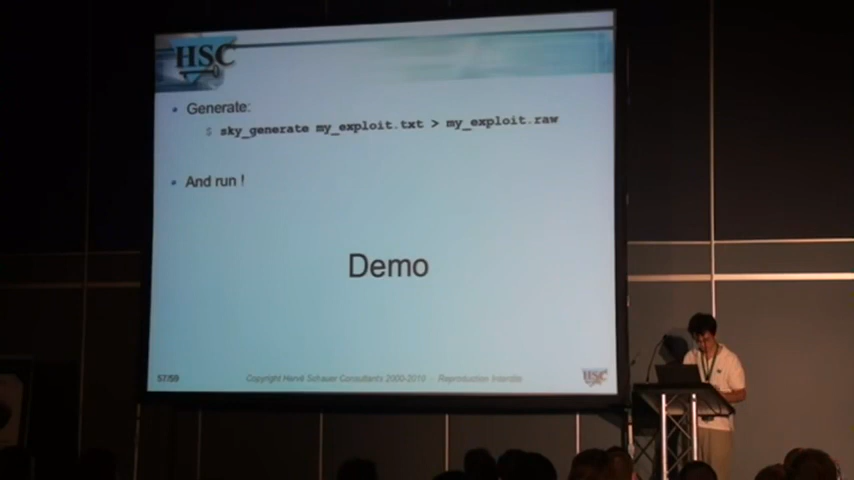 HSC
Generate:
$ sky_generate my_exploit.txt > my_exploit.raw
And run !
Demo
57/59
Copyright Hervé Schauer Consultants 2000-2010
Reproduction Interdite
HSC